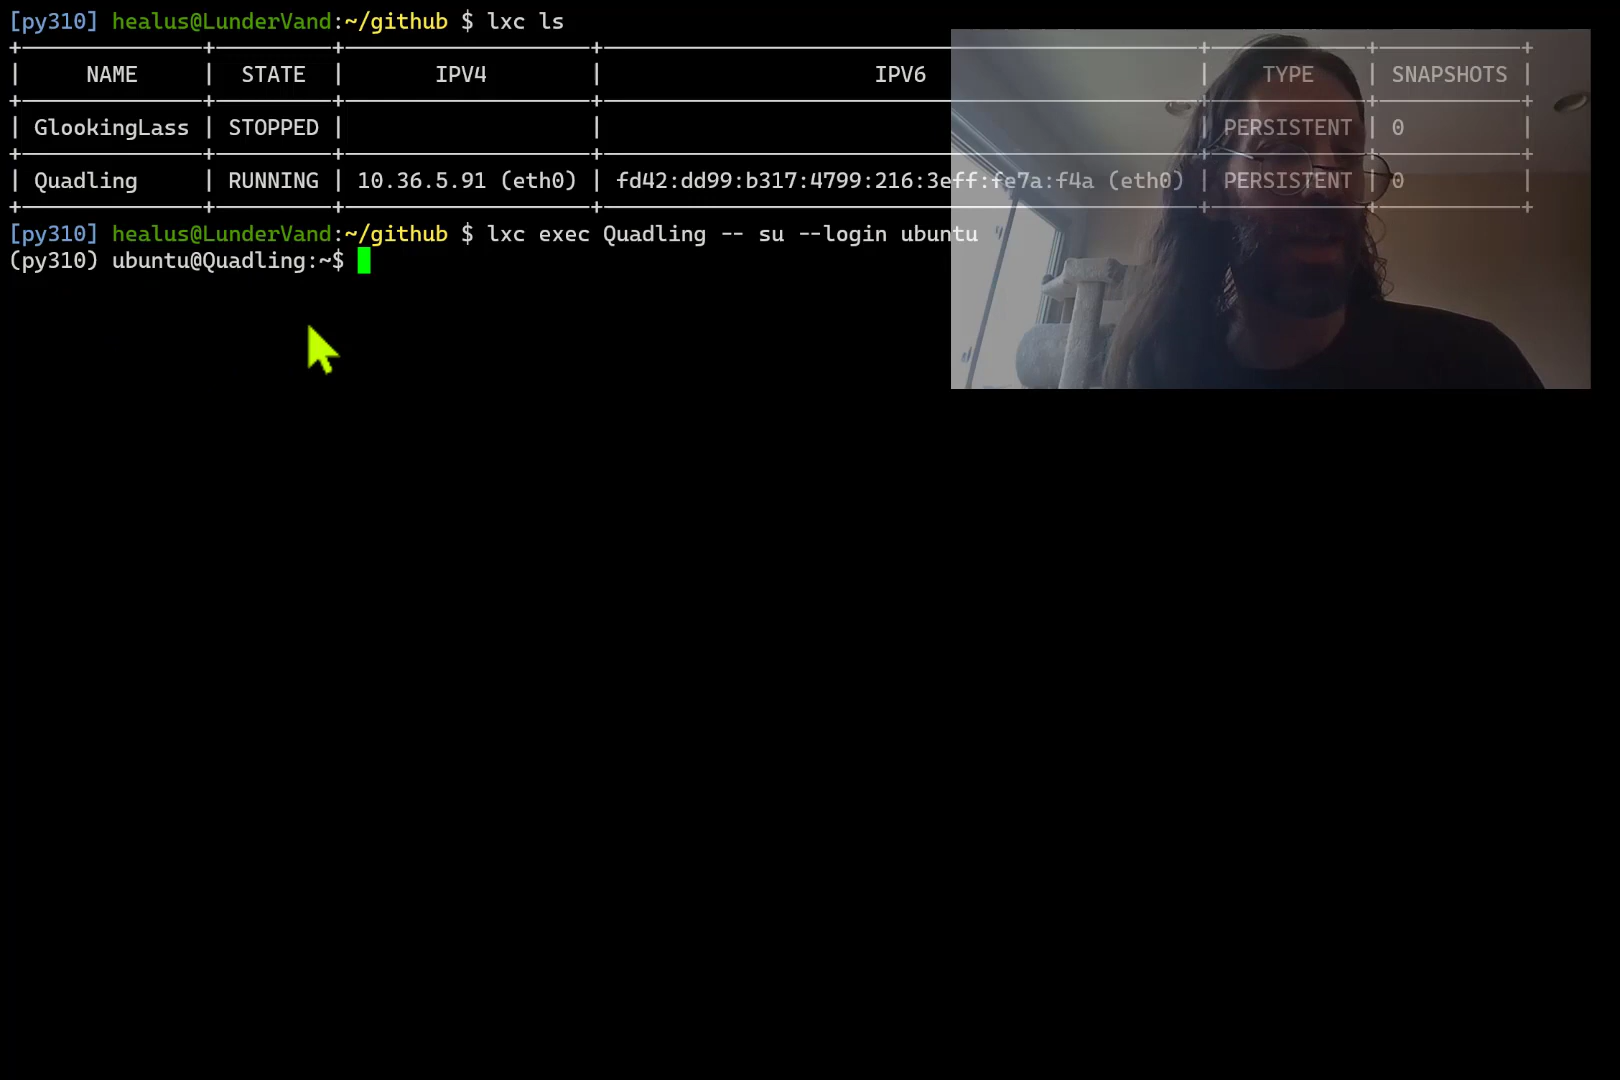 [py310] healus@LunderVand:~/github $ lxc ls
| NAME | STATE | IPV4 | IPV6 | TYPE | SNAPSHOTS |
| GlookingLass | STOPPED | | | PERSISTENT | 0 |
| Quadling | RUNNING | 10.36.5.91 (eth0) | fd42:dd99:b317:4799:216:3eff:fe7a:f4a (eth0) | PERSISTENT | 0 |
[py310] healus@LunderVand:~/github $ lxc exec Quadling -- su --login ubuntu
(py310) ubuntu@Quadling:~$